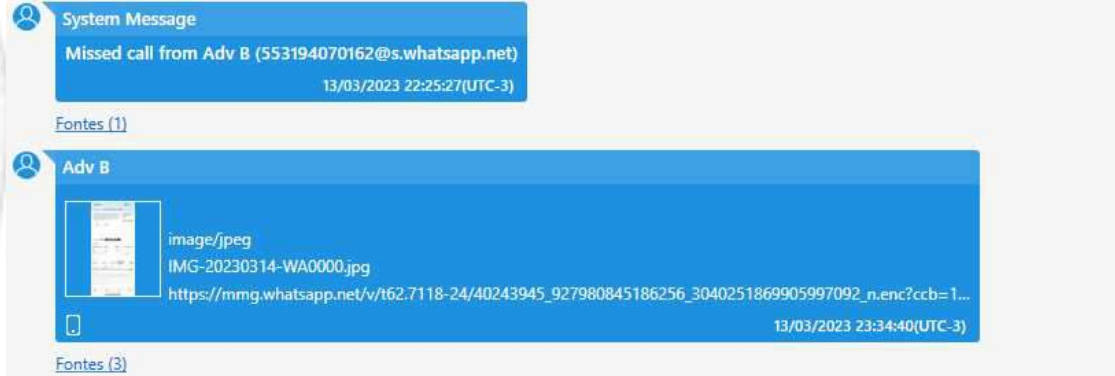 System Message
Missed call from Adv B (553194070162@s.whatsapp.net)
13/03/2023 22:25:27(UTC-3)
Fontes (1)
Adv B
image/jpeg
IMG-20230314-WA0000.jpg
https://mmg.whatsapp.net/v/t62.7118-24/40243945_927980845186256_3040251869905997092_n.enc?ccb=1...
13/03/2023 23:34:40(UTC-3)
Fontes (3)